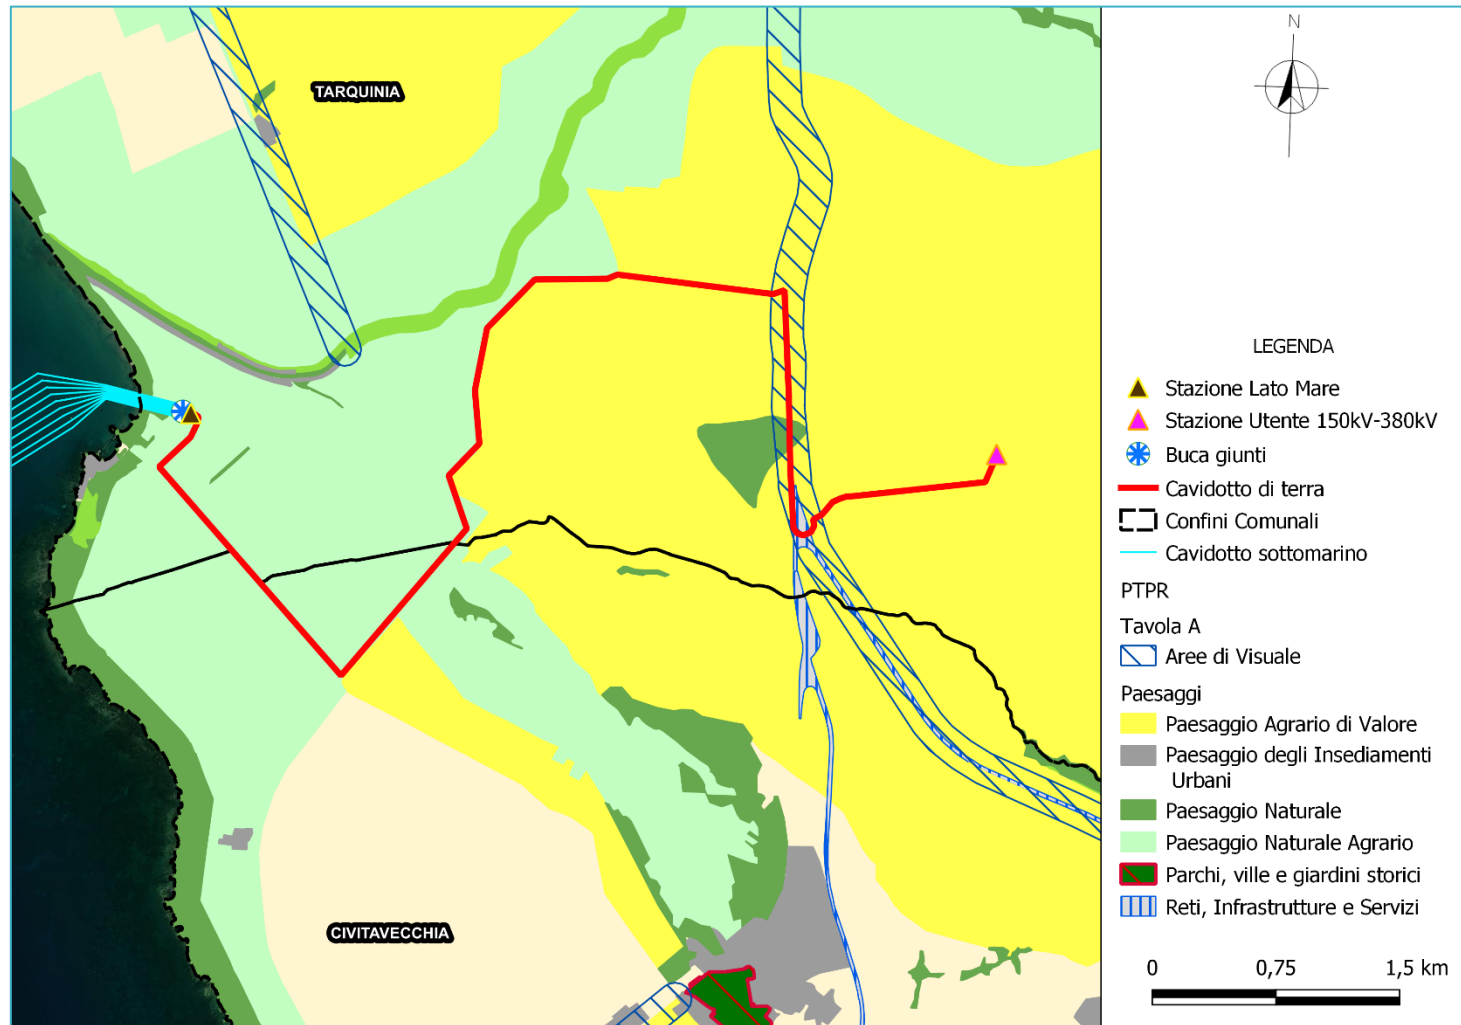 TARQUINIA
CIVITAVECCHIA
N
LEGENDA
Stazione Lato Mare
Stazione Utente 150kV-380kV
Buca giunti
Cavidotto di terra
Confini Comunali
Cavidotto sottomarino
PTPR
Tavola A
Aree di Visuale
Paesaggi
Paesaggio Agrario di Valore
Paesaggio degli Insediamenti
Urbani
Paesaggio Naturale
Paesaggio Naturale Agrario
Parchi, ville e giardini storici
Reti, Infrastrutture e Servizi
0 0,75 1,5 km